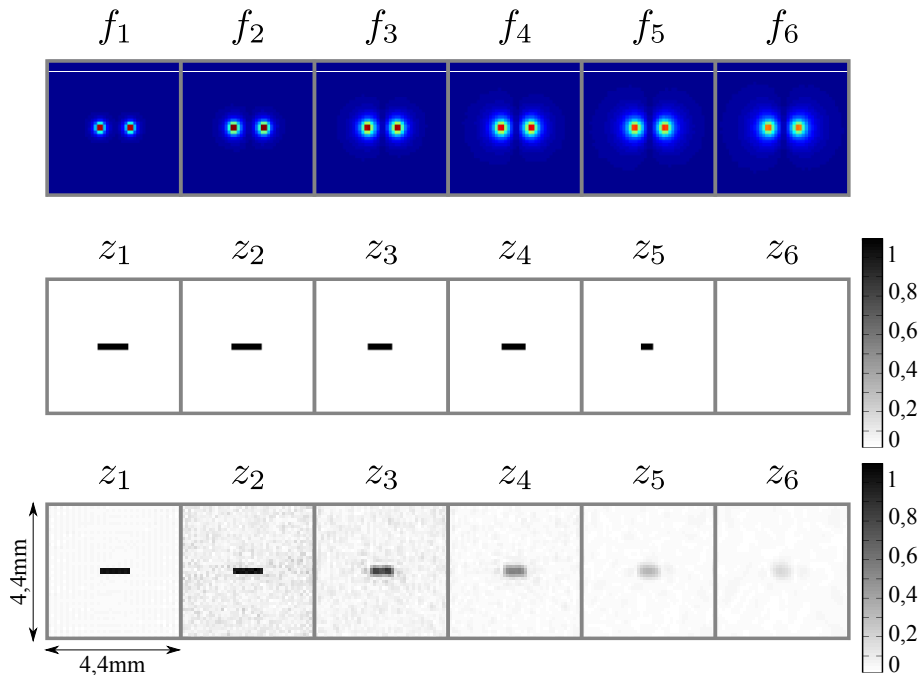 f₁ f₂ f₃ f₄ f₅ f₆
z₁ z₂ z₃ z₄ z₅ z₆
1
0,8
0,6
0,4
0,2
0
z₁ z₂ z₃ z₄ z₅ z₆
1
0,8
0,6
0,4
0,2
0
4,4mm
4,4mm